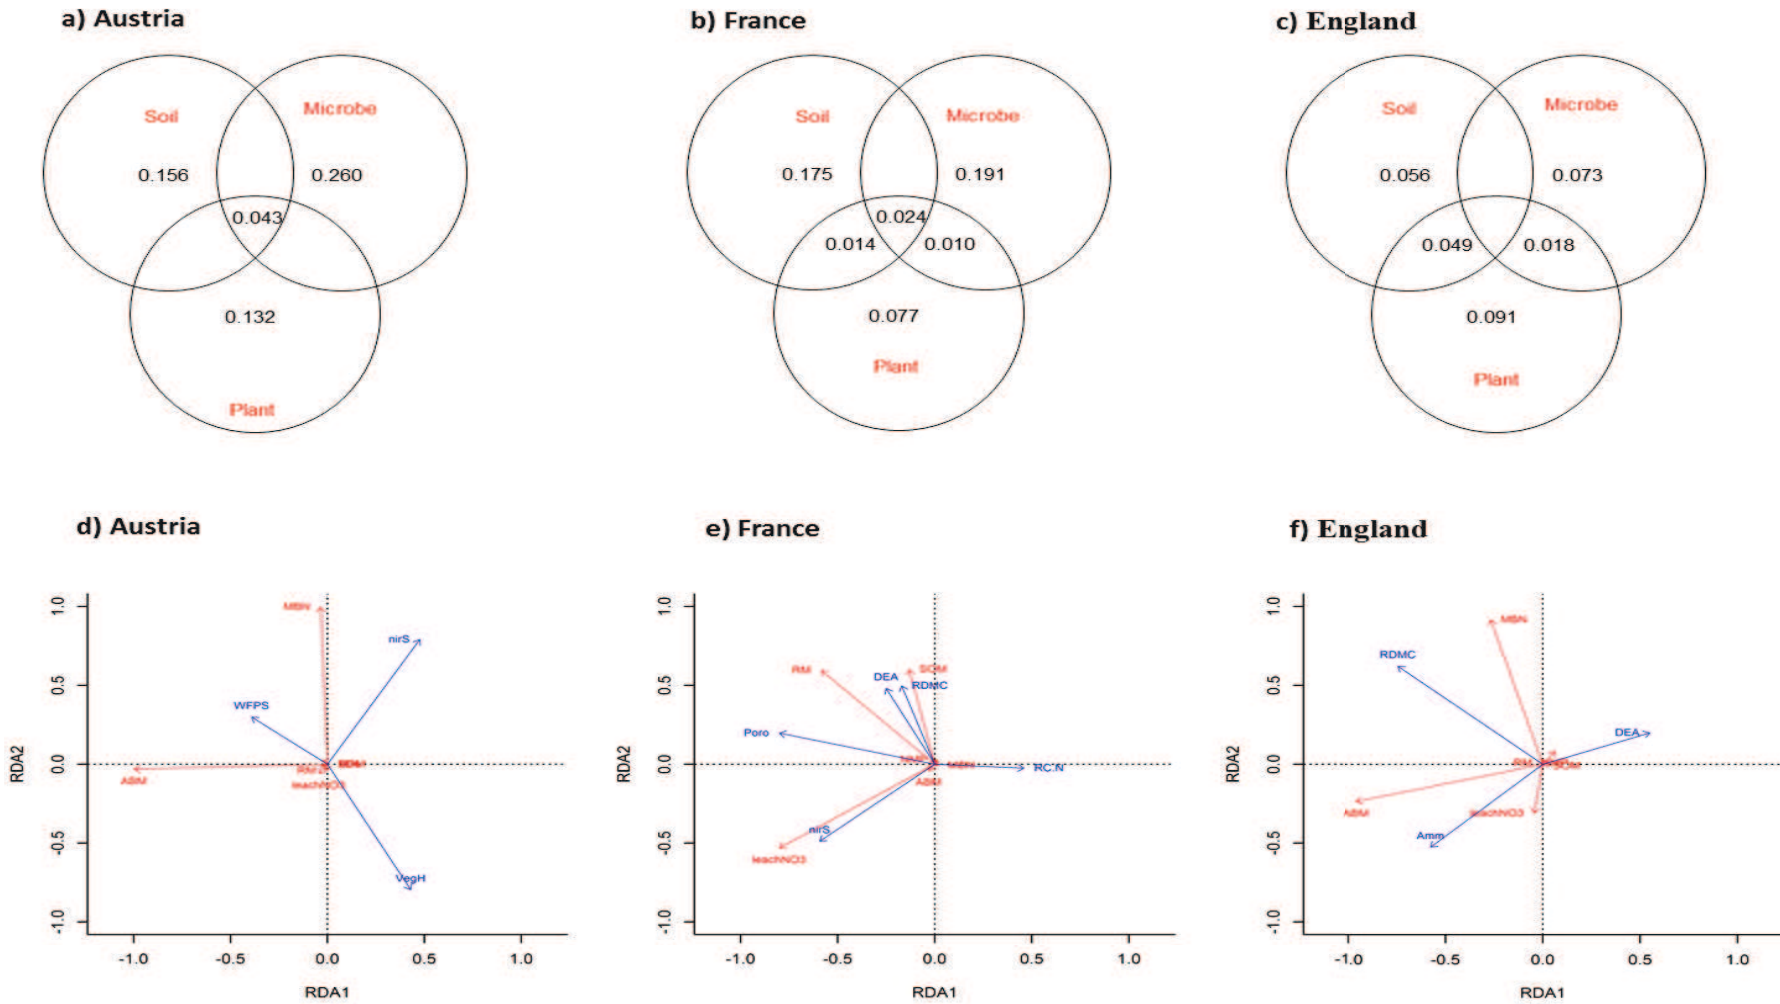 a) Austria
b) France
c) England
Soil
Microbe
0.156
0.260
0.043
0.132
Plant
Soil
Microbe
0.175
0.191
0.024
0.014
0.010
0.077
Plant
Soil
Microbe
0.056
0.073
0.049
0.018
0.091
Plant
d) Austria
e) France
f) England
RDA2
1.0
0.5
0.0
-0.5
-1.0
MBN
nirS
WFPS
ABM
RM
leachNO3
VegH
-1.0
-0.5
0.0
0.5
1.0
RDA1
RDA2
1.0
0.5
0.0
-0.5
-1.0
RM
SOM
DEA
RDMC
Poro
MBN
RC.N
ABM
nirS
leachNO3
-1.0
-0.5
0.0
0.5
1.0
RDA1
RDA2
1.0
0.5
0.0
-0.5
-1.0
MBN
RDMC
DEA
RM
SOM
ABM
leachNO3
Amm
-1.0
-0.5
0.0
0.5
1.0
RDA1